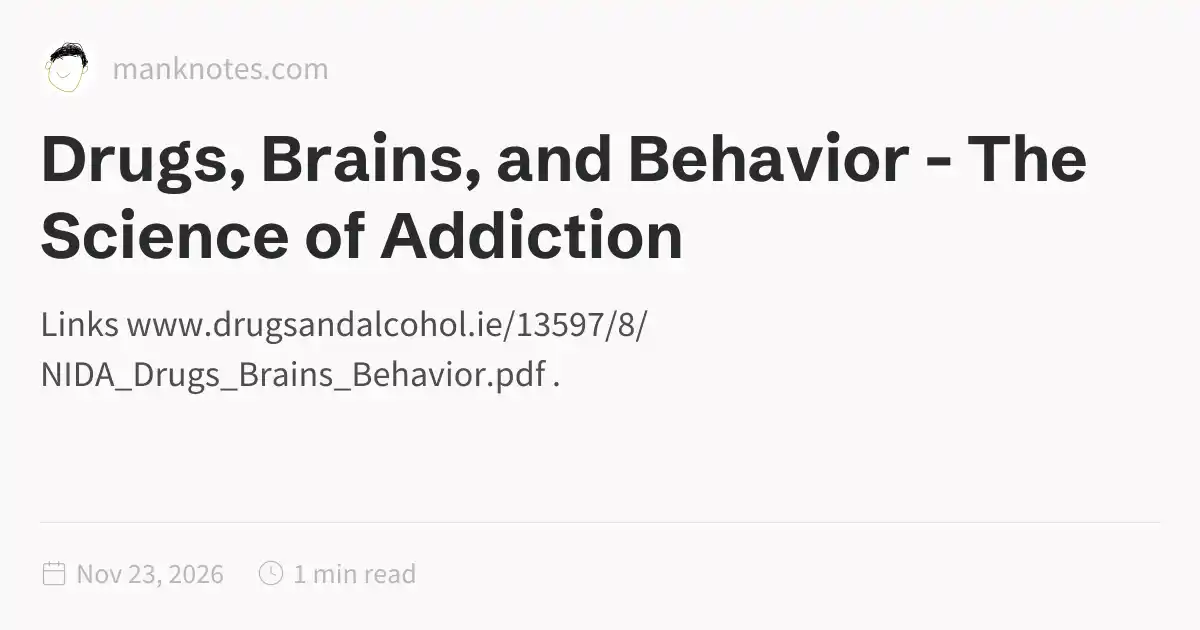 manknotes.com
Drugs, Brains, and Behavior - The
Science of Addiction
Links www.drugsandalcohol.ie/13597/8/
NIDA_Drugs_Brains_Behavior.pdf .
Nov 23, 2026 1 min read